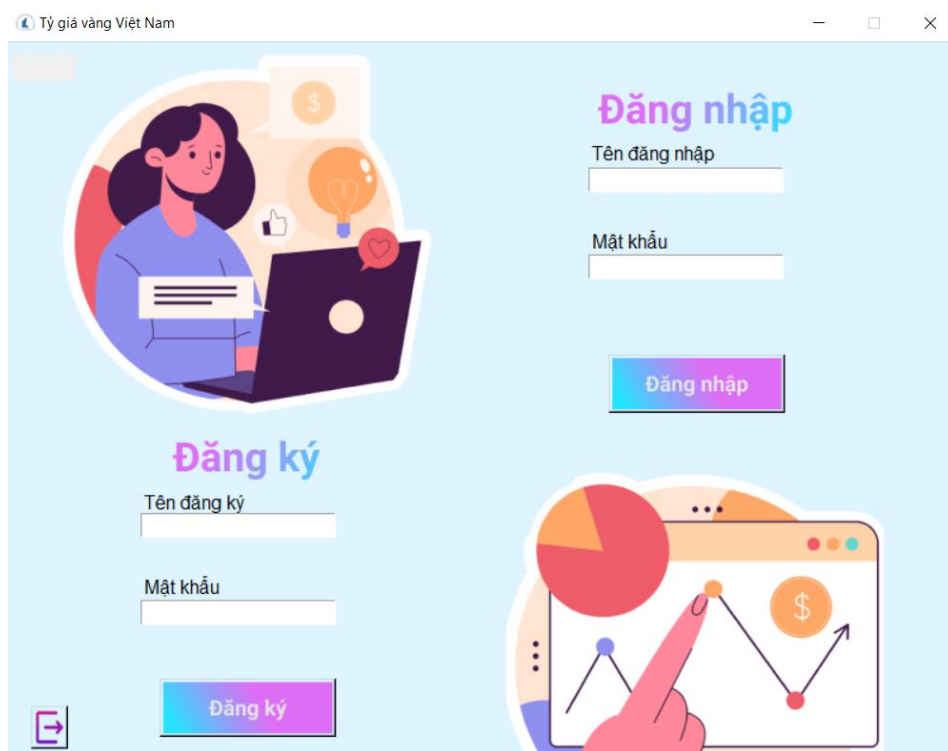 Tỷ giá vàng Việt Nam
$
Đăng nhập
Tên đăng nhập
Mật khẩu
Đăng nhập
Đăng ký
Tên đăng ký
Mật khẩu
Đăng ký
$